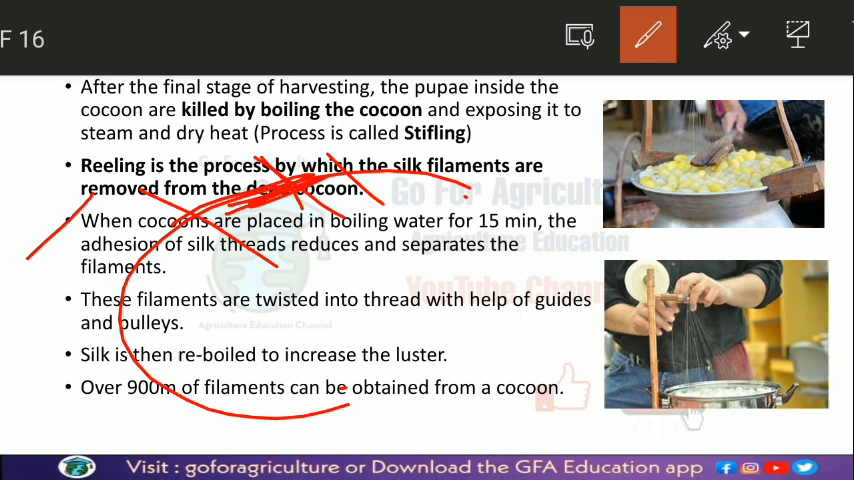 F 16
• After the final stage of harvesting, the pupae inside the
cocoon are killed by boiling the cocoon and exposing it to
steam and dry heat (Process is called Stifling)
• Reeling is the process by which the silk filaments are
removed from the dead cocoon.
• When cocoons are placed in boiling water for 15 min, the
adhesion of silk threads reduces and separates the
filaments.
• These filaments are twisted into thread with help of guides
and pulleys.
• Silk is then re-boiled to increase the luster.
• Over 900m of filaments can be obtained from a cocoon.
Go For Agricult
Agriculture Education
YouTube Chann
Agriculture Education Channel
Visit : goforagriculture or Download the GFA Education app